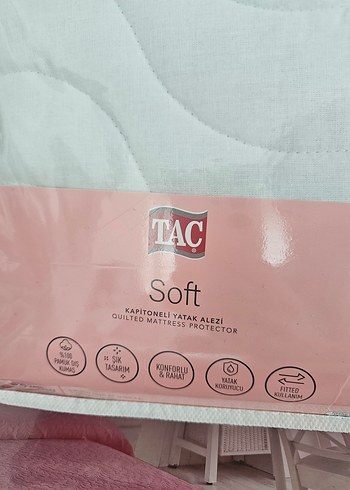 TAÇ
Soft
KAPİTONELİ YATAK ALEZİ
QUILTED MATTRESS PROTECTOR
%100
PAMUK DIŞ
KUMAŞ
ŞIK
TASARIM
KONFORLU
& RAHAT
YATAK
KORUYUCU
FITTED
KULLANIM